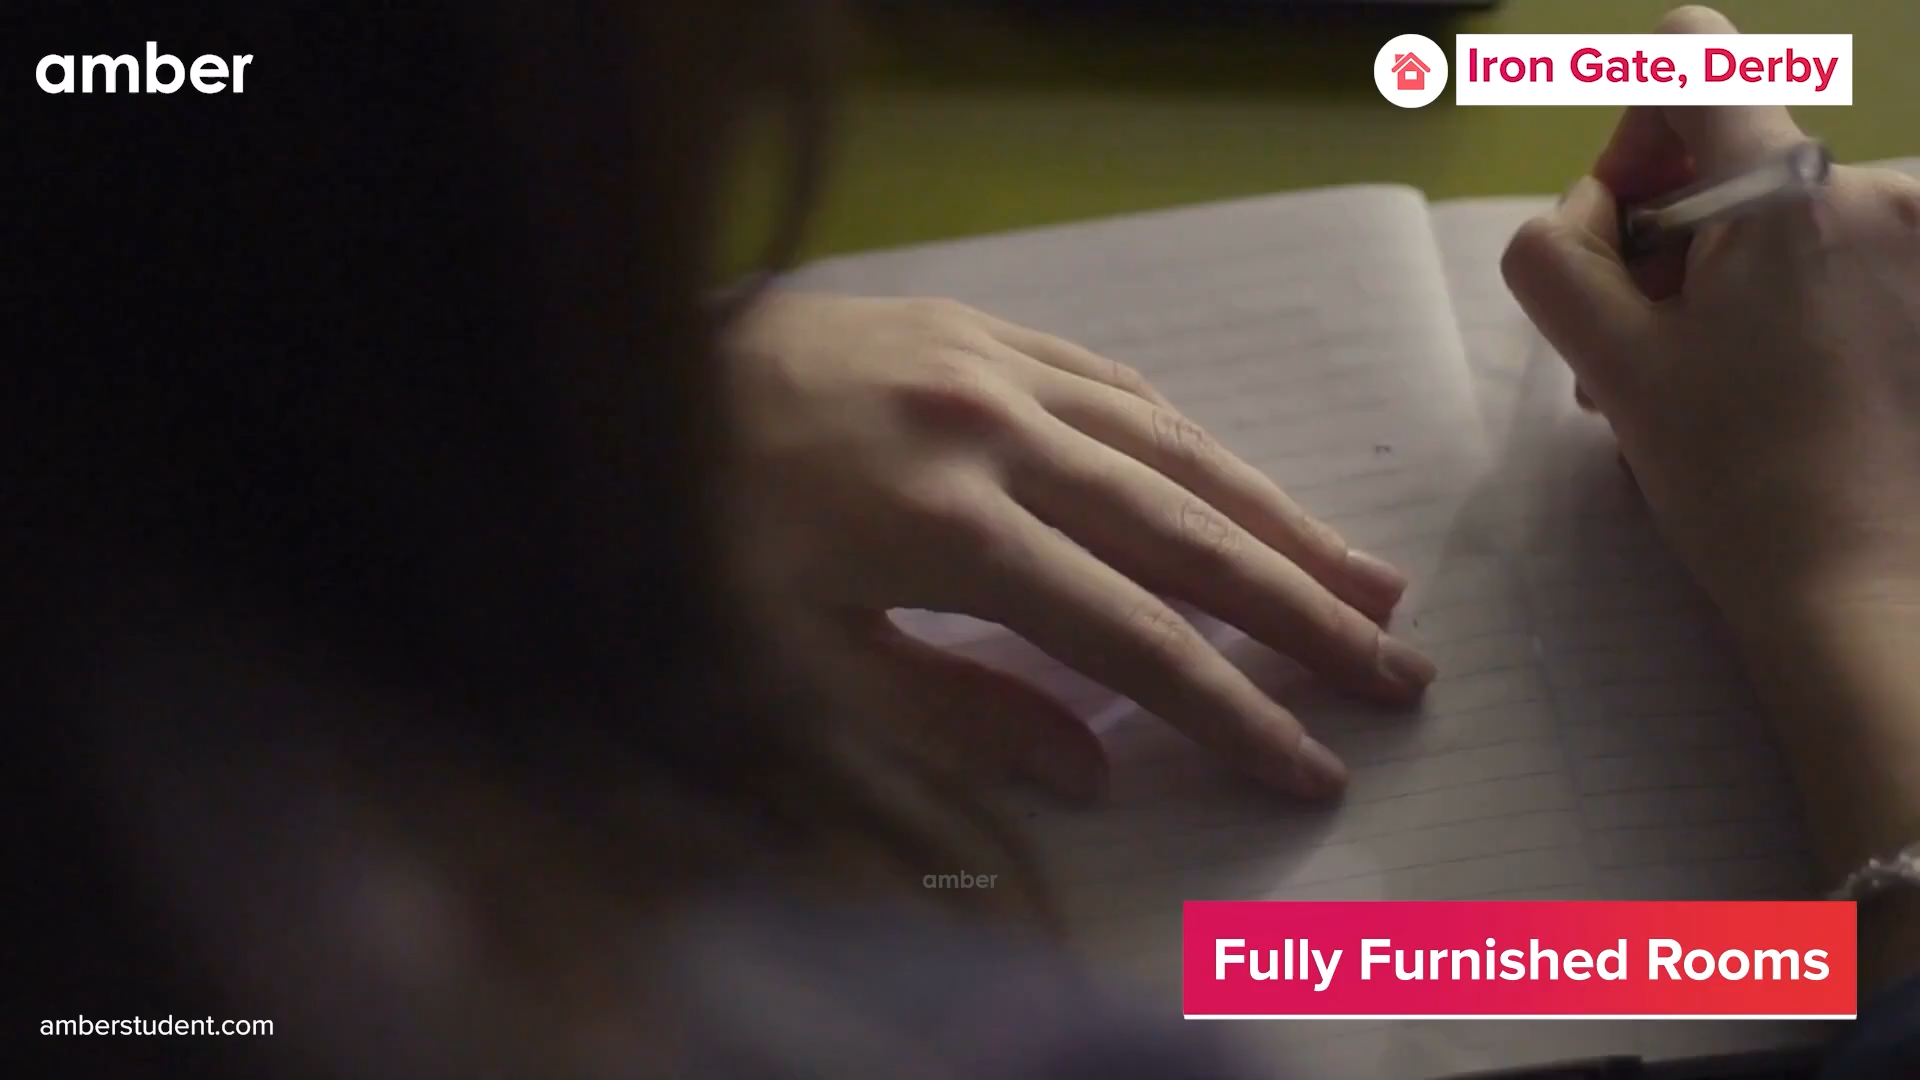 amber
Iron Gate, Derby
amber
Fully Furnished Rooms
amberstudent.com